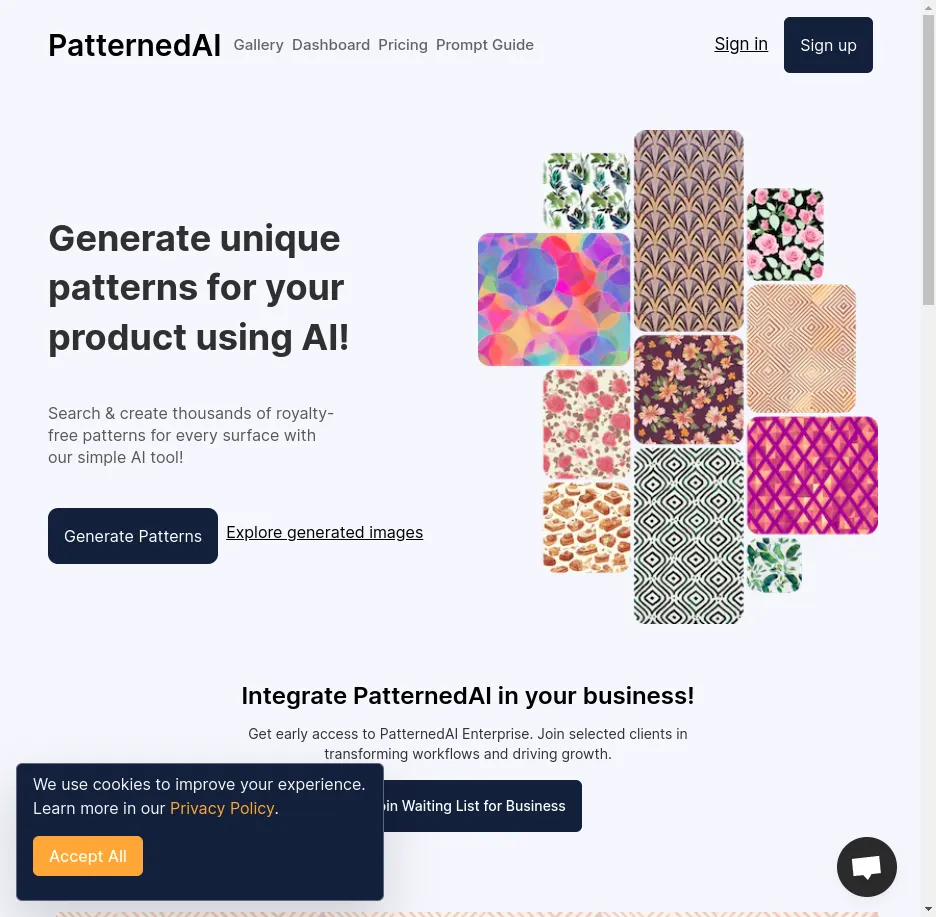 PatternedAI Gallery Dashboard Pricing Prompt Guide Sign in Sign up
Generate unique
patterns for your
product using AI!
Search & create thousands of royalty-
free patterns for every surface with
our simple AI tool!
Generate Patterns Explore generated images
Integrate PatternedAI in your business!
Get early access to PatternedAI Enterprise. Join selected clients in
transforming workflows and driving growth.
Waiting List for Business
We use cookies to improve your experience.
Learn more in our Privacy Policy.
Accept All